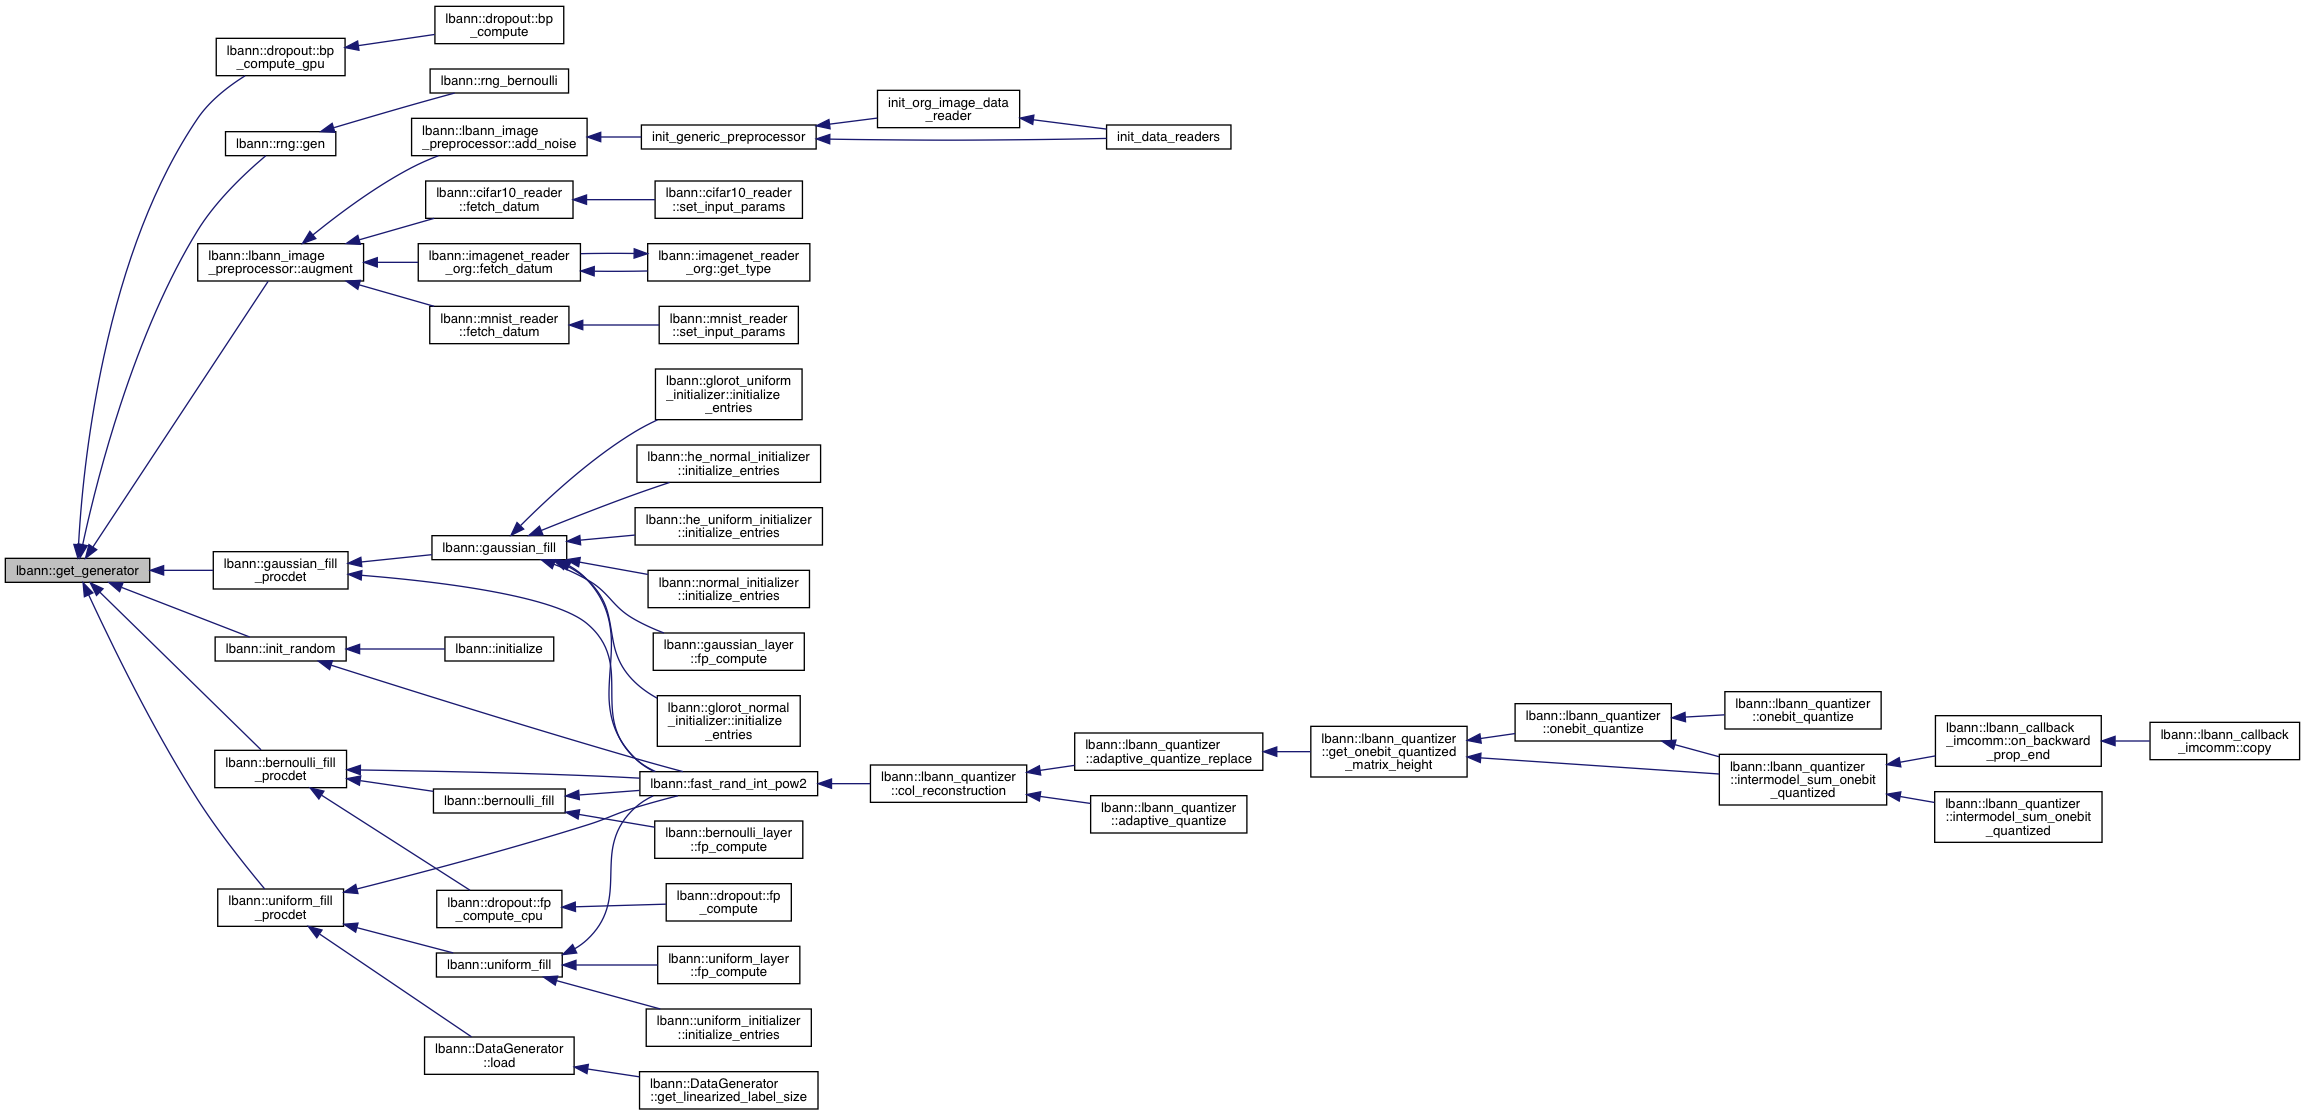 lbann::get_generator
lbann::dropout::bp
_compute_gpu
lbann::dropout::bp
_compute
lbann::rng::gen
lbann::rng_bernoulli
lbann::lbann_image
_preprocessor::augment
lbann::lbann_image
_preprocessor::add_noise
init_generic_preprocessor
init_org_image_data
_reader
init_data_readers
lbann::cifar10_reader
::fetch_datum
lbann::cifar10_reader
::set_input_params
lbann::imagenet_reader
_org::fetch_datum
lbann::imagenet_reader
_org::get_type
lbann::mnist_reader
::fetch_datum
lbann::mnist_reader
::set_input_params
lbann::gaussian_fill
_procdet
lbann::gaussian_fill
lbann::glorot_uniform
_initializer::initialize
_entries
lbann::he_normal_initializer
::initialize_entries
lbann::he_uniform_initializer
::initialize_entries
lbann::normal_initializer
::initialize_entries
lbann::gaussian_layer
::fp_compute
lbann::glorot_normal
_initializer::initialize
_entries
lbann::init_random
lbann::initialize
lbann::fast_rand_int_pow2
lbann::lbann_quantizer
::col_reconstruction
lbann::lbann_quantizer
::adaptive_quantize_replace
lbann::lbann_quantizer
::adaptive_quantize
lbann::lbann_quantizer
::get_onebit_quantized
_matrix_height
lbann::lbann_quantizer
::onebit_quantize
lbann::lbann_quantizer
::onebit_quantize
lbann::lbann_quantizer
::intermodel_sum_onebit
_quantized
lbann::lbann_callback
_imcomm::on_backward
_prop_end
lbann::lbann_callback
_imcomm::copy
lbann::lbann_quantizer
::intermodel_sum_onebit
_quantized
lbann::bernoulli_fill
_procdet
lbann::bernoulli_fill
lbann::bernoulli_layer
::fp_compute
lbann::dropout::fp
_compute_cpu
lbann::dropout::fp
_compute
lbann::uniform_fill
_procdet
lbann::uniform_fill
lbann::uniform_layer
::fp_compute
lbann::uniform_initializer
::initialize_entries
lbann::DataGenerator
::load
lbann::DataGenerator
::get_linearized_label_size